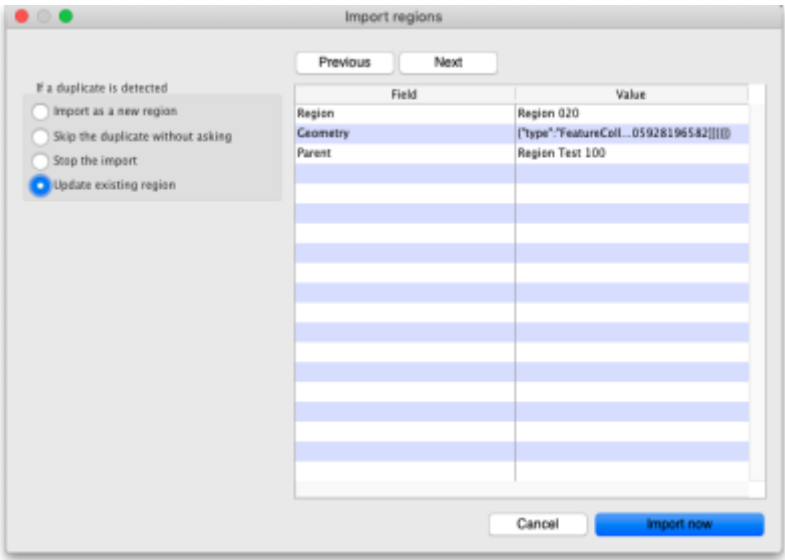 Import regions
Previous Next
If a duplicate is detected
Import as a new region
Skip the duplicate without asking
Stop the import
Update existing region
Field Value
Region Region 020
Geometry {"type":"FeatureColl...05928196582]]]}}]}
Parent Region Test 100
Cancel Import now